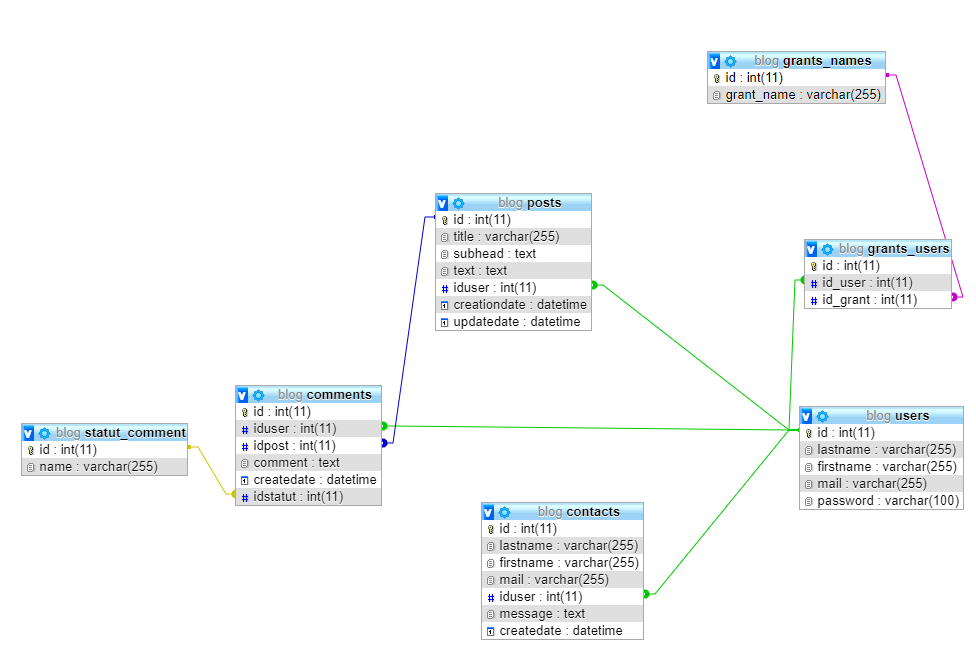 blog grants_names
id : int(11)
grant_name : varchar(255)
blog posts
id : int(11)
title : varchar(255)
subhead : text
text : text
iduser : int(11)
creationdate : datetime
updatedate : datetime
blog grants_users
id : int(11)
id_user : int(11)
id_grant : int(11)
blog comments
id : int(11)
iduser : int(11)
idpost : int(11)
comment : text
createdate : datetime
idstatut : int(11)
blog statut_comment
id : int(11)
name : varchar(255)
blog users
id : int(11)
lastname : varchar(255)
firstname : varchar(255)
mail : varchar(255)
password : varchar(100)
blog contacts
id : int(11)
lastname : varchar(255)
firstname : varchar(255)
mail : varchar(255)
iduser : int(11)
message : text
createdate : datetime